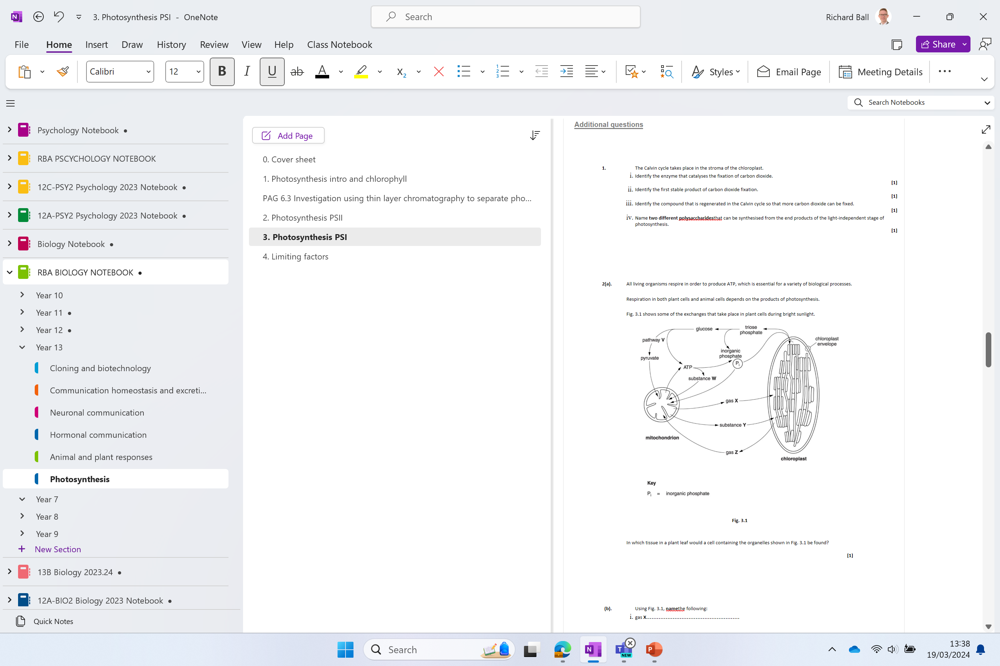 3. Photosynthesis PSI - OneNote
Search
Richard Ball
File
Home
Insert
Draw
History
Review
View
Help
Class Notebook
Share
Calibri
12
B
I
U
ab
A
x2
Styles
Email Page
Meeting Details
Search Notebooks
Psychology Notebook
RBA PSCYCHOLOGY NOTEBOOK
12C-PSY2 Psychology 2023 Notebook
12A-PSY2 Psychology 2023 Notebook
Biology Notebook
RBA BIOLOGY NOTEBOOK
Year 10
Year 11
Year 12
Year 13
Cloning and biotechnology
Communication homeostasis and excreti...
Neuronal communication
Hormonal communication
Animal and plant responses
Photosynthesis
Year 7
Year 8
Year 9
New Section
13B Biology 2023.24
12A-BIO2 Biology 2023 Notebook
Quick Notes
Add Page
0. Cover sheet
1. Photosynthesis intro and chlorophyll
PAG 6.3 Investigation using thin layer chromatography to separate pho...
2. Photosynthesis PSII
3. Photosynthesis PSI
4. Limiting factors
Additional questions
1. The Calvin cycle takes place in the stroma of the chloroplast.
i. Identify the enzyme that catalyses the fixation of carbon dioxide.
[1]
ii. Identify the first stable product of carbon dioxide fixation.
[1]
iii. Identify the compound that is regenerated in the Calvin cycle so that more carbon dioxide can be fixed.
[1]
iv. Name two different polysaccharidesthat can be synthesised from the end products of the light-independent stage of
photosynthesis.
[1]
2(a). All living organisms respire in order to produce ATP, which is essential for a variety of biological processes.
Respiration in both plant cells and animal cells depends on the products of photosynthesis.
Fig. 3.1 shows some of the exchanges that take place in plant cells during bright sunlight.
glucose
triose
phosphate
pathway V
chloroplast
envelope
inorganic
phosphate
pyruvate
Pi
ATP
substance W
gas X
substance Y
mitochondrion
gas Z
chloroplast
Key
Pi = inorganic phosphate
Fig. 3.1
In which tissue in a plant leaf would a cell containing the organelles shown in Fig. 3.1 be found?
[1]
(b). Using Fig. 3.1, namethe following:
i. gas X.....................................................
Search
NEW
13:38
19/03/2024